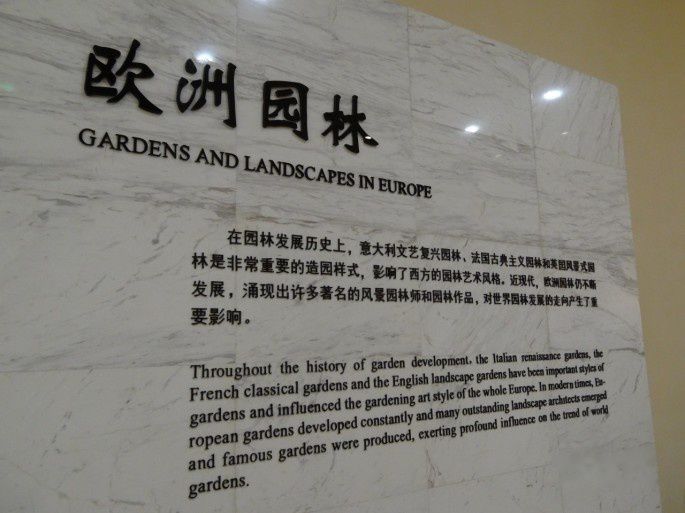 欧洲园林
GARDENS AND LANDSCAPES IN EUROPE
在园林发展历史上，意大利文艺复兴园林、法国古典主义园林和英国风景式园
林是非常重要的造园样式，影响了西方的园林艺术风格。近现代，欧洲园林仍不断
发展，涌现出许多著名的风景园林师和园林作品，对世界园林发展的走向产生了重
要影响。
Throughout the history of garden development, the Italian renaissance gardens, the
French classical gardens and the English landscape gardens have been important styles of
gardens and influenced the gardening art style of the whole Europe. In modern times, Eu-
ropean gardens developed constantly and many outstanding landscape architects emerged
and famous gardens were produced, exerting profound influence on the trend of world
gardens.